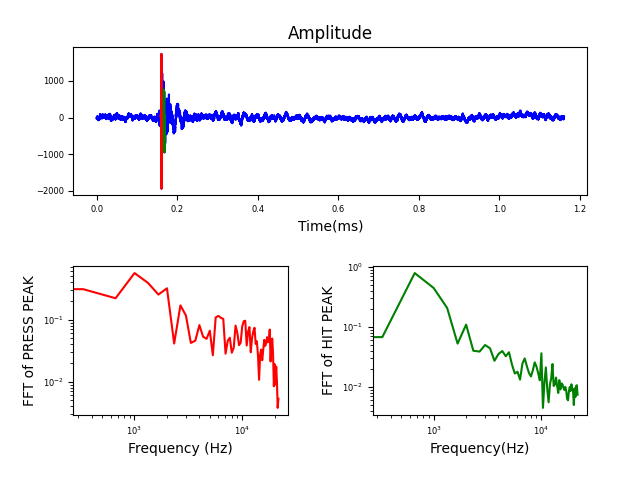 Amplitude
1000
0
−1000
−2000
0.0 0.2 0.4 0.6 0.8 1.0 1.2
Time(ms)
FFT of PRESS PEAK
10⁻¹
10⁻²
10³ 10⁴
Frequency (Hz)
FFT of HIT PEAK
10⁰
10⁻¹
10⁻²
10³ 10⁴
Frequency(Hz)